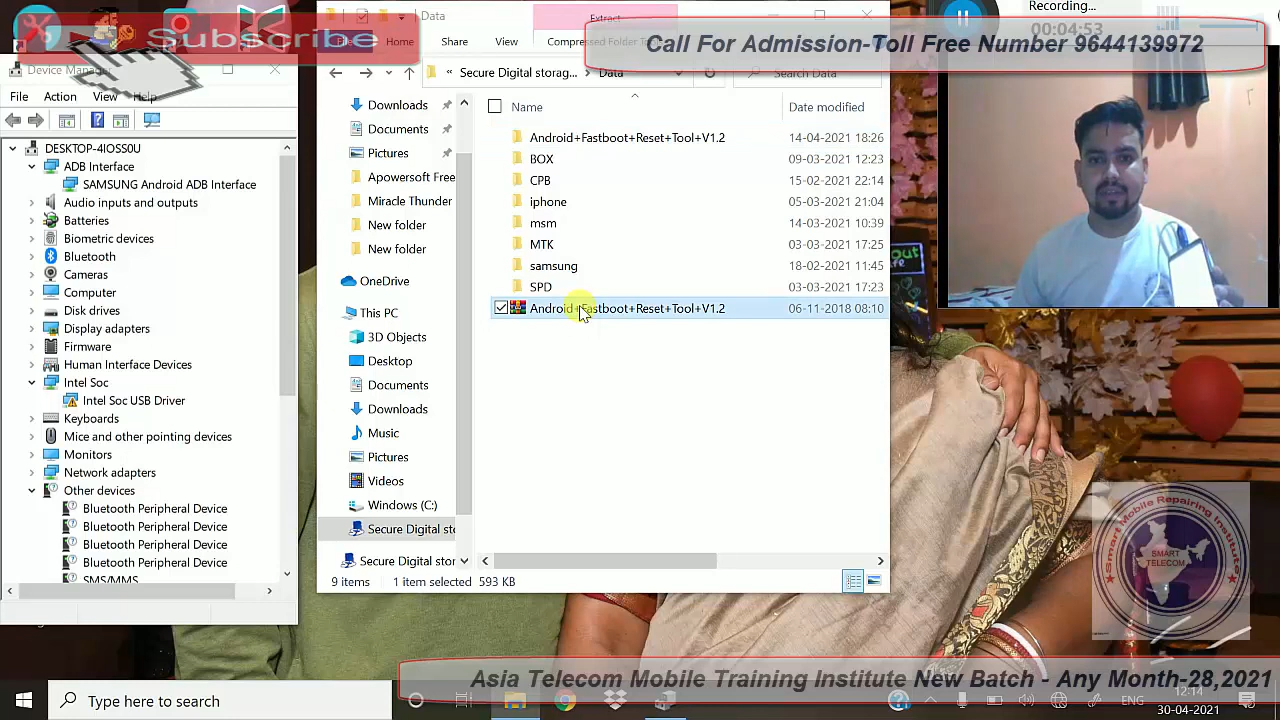 Subscribe
Data
Extract
Recording...
00:04:53
Call For Admission-Toll Free Number 9644139972
Home
Share
View
Compressed Folder Tools
Device Manager
Secure Digital storag...
Data
Search Data
File
Action
View
Help
DESKTOP-4IOSS0U
ADB Interface
SAMSUNG Android ADB Interface
Audio inputs and outputs
Batteries
Biometric devices
Bluetooth
Cameras
Computer
Disk drives
Display adapters
Firmware
Human Interface Devices
Intel Soc
Intel Soc USB Driver
Keyboards
Mice and other pointing devices
Monitors
Network adapters
Other devices
Bluetooth Peripheral Device
Bluetooth Peripheral Device
Bluetooth Peripheral Device
Bluetooth Peripheral Device
SMS/MMS
Downloads
Documents
Pictures
Apowersoft Free
Miracle Thunder
New folder
New folder
OneDrive
This PC
3D Objects
Desktop
Documents
Downloads
Music
Pictures
Videos
Windows (C:)
Secure Digital sto
Secure Digital stor
Name
Date modified
Android+Fastboot+Reset+Tool+V1.2
14-04-2021 18:26
BOX
09-03-2021 12:23
CPB
15-02-2021 22:14
iphone
05-03-2021 21:04
msm
14-03-2021 10:39
MTK
03-03-2021 17:25
samsung
18-02-2021 11:45
SPD
03-03-2021 17:23
Android+Fastboot+Reset+Tool+V1.2
06-11-2018 08:10
9 items
1 item selected
593 KB
out
Smart Mobile Repairing Institute
SMART
TELECOM
Asia Telecom Mobile Training Institute New Batch - Any Month-28,2021
Type here to search
ENG
12:14
30-04-2021